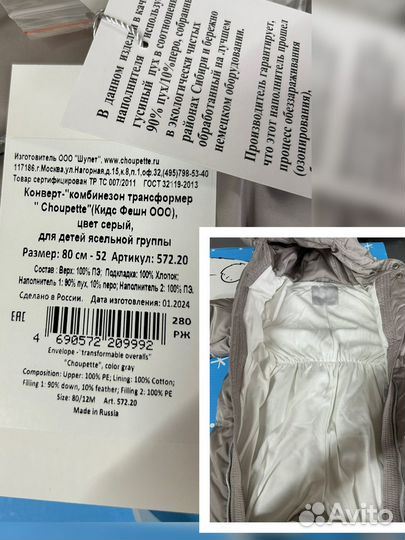 В данном изделии в кач
наполнителя использу
гусиный пух в соотношени
90% пух/10%перо, собранны
в экологически чистых
районах Сибири и бережно
обработанный на лучшем
немецком оборудовании.
Производитель гарантирует,
что этот наполнитель прошел
процесс обеззараживания
(озонирования),
Изготовитель ООО "Шупет", www.choupette.ru
117186 г.Москва,ул.Нагорная,д.15,к.8,п.1,оф.32,(495)798-53-40
Товар сертифицирован ТР ТС 007/2011 ГОСТ 32119-2013
Конверт-"комбинезон трансформер
" Choupette"(Кидс Фешн ООО),
цвет серый,
для детей ясельной группы
Размер: 80 см - 52 Артикул: 572.20
Состав : Верх: 100% ПЭ; Подкладка: 100% Хлопок;
Наполнитель 1: 90% пух, 10% перо; Наполнитель 2: 100% ПЭ.
Сделано в России. Дата изготовления: 01.2024
EAC
280
РЖ
4 690572 209992
Envelope -"transformable overalls"
"Choupette", color gray
Composition: Upper: 100% PE; Lining: 100% Cotton;
Filling 1: 90% down, 10% feather; Filling 2: 100% PE
Size: 80/12M Art. 572.20
Made in Russia
Avito